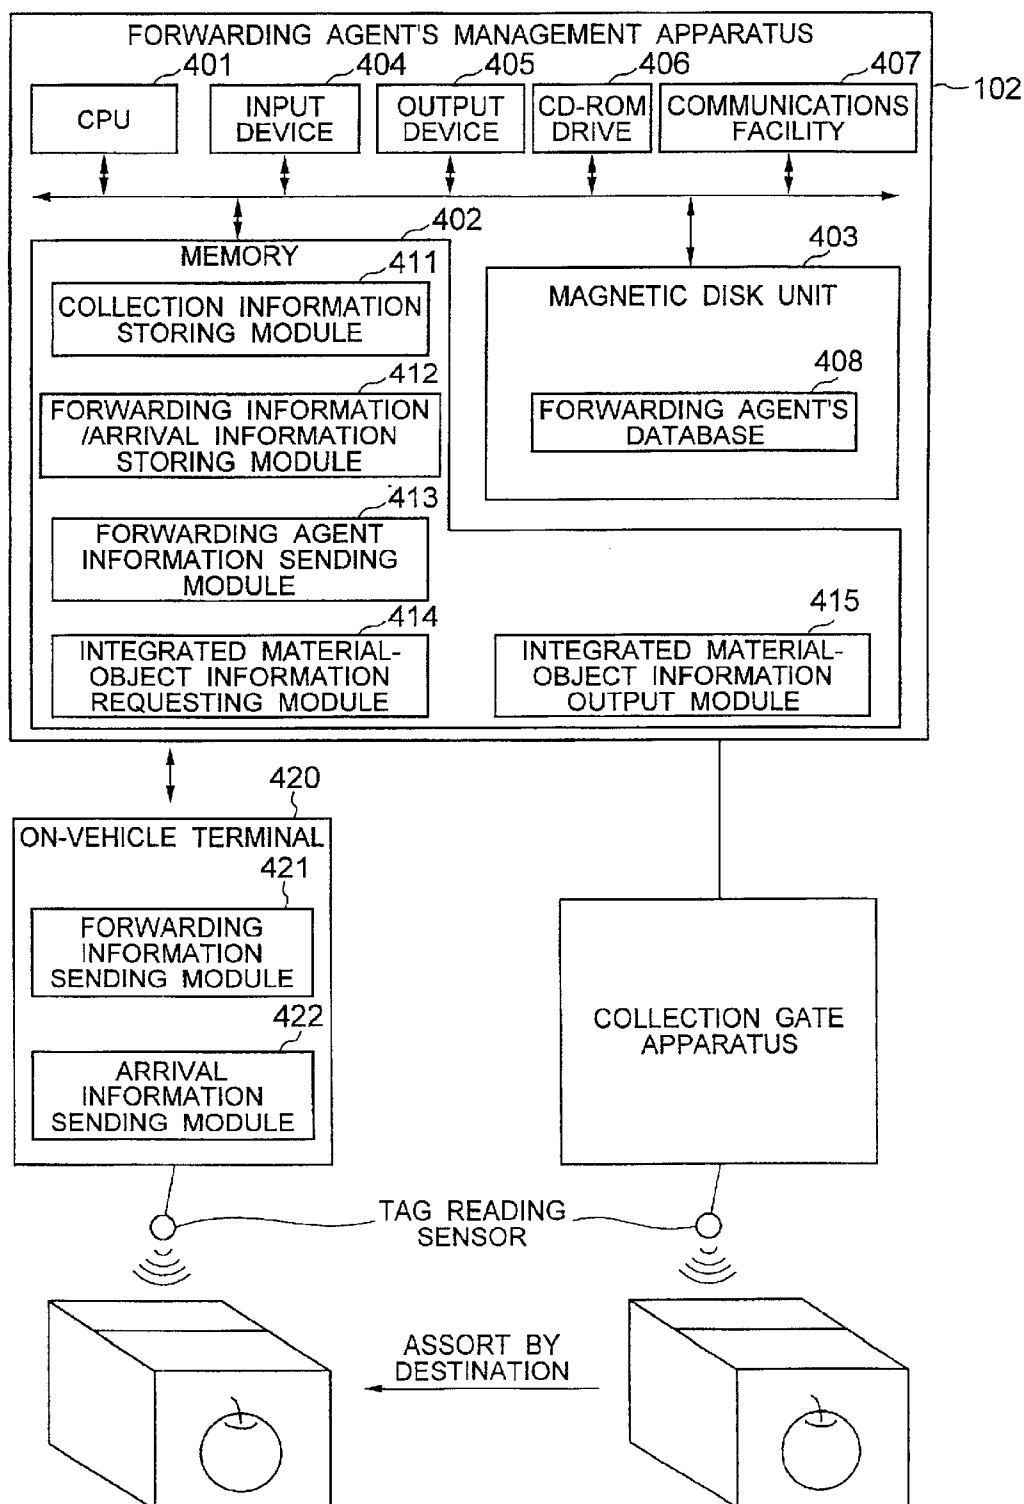 FORWARDING AGENT'S MANAGEMENT APPARATUS
401
404
405
406
407
102
CPU
INPUT
DEVICE
OUTPUT
DEVICE
CD-ROM
DRIVE
COMMUNICATIONS
FACILITY
402
MEMORY
411
COLLECTION INFORMATION
STORING MODULE
412
FORWARDING INFORMATION
/ARRIVAL INFORMATION
STORING MODULE
413
FORWARDING AGENT
INFORMATION SENDING
MODULE
414
INTEGRATED MATERIAL-
OBJECT INFORMATION
REQUESTING MODULE
403
MAGNETIC DISK UNIT
408
FORWARDING AGENT'S
DATABASE
415
INTEGRATED MATERIAL-
OBJECT INFORMATION
OUTPUT MODULE
420
ON-VEHICLE TERMINAL
421
FORWARDING
INFORMATION
SENDING MODULE
422
ARRIVAL
INFORMATION
SENDING MODULE
COLLECTION GATE
APPARATUS
TAG READING
SENSOR
ASSORT BY
DESTINATION